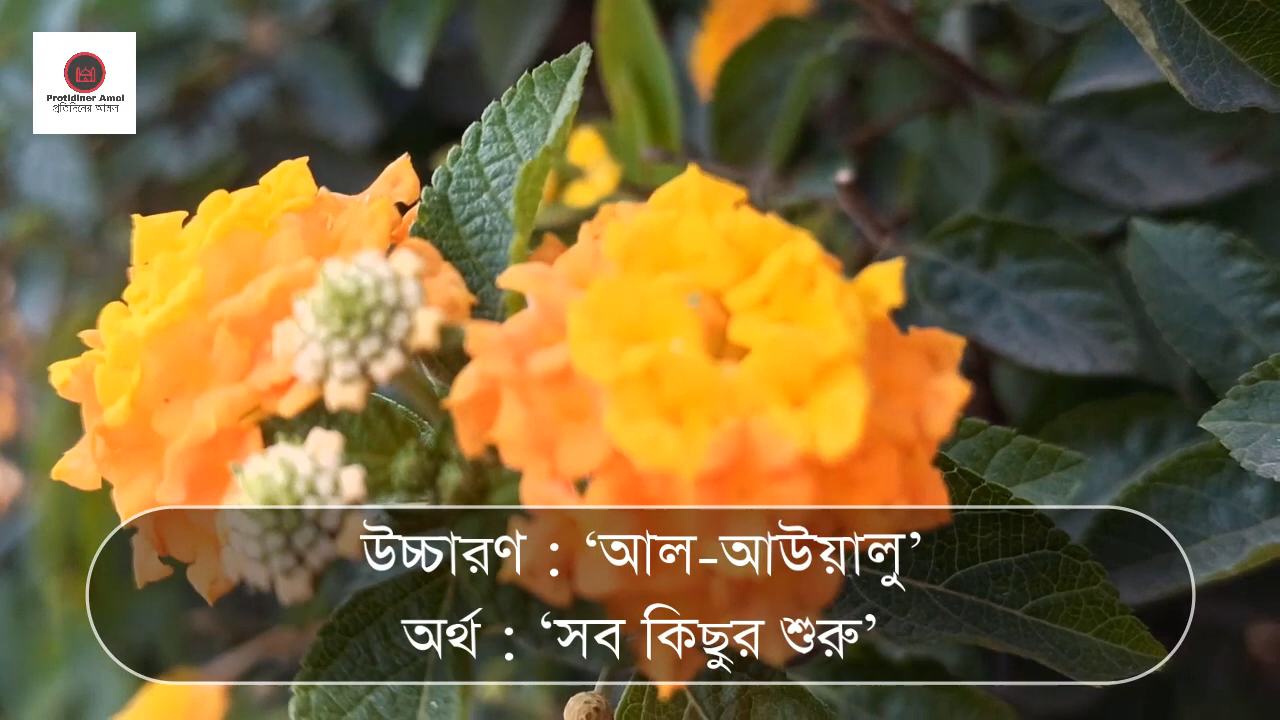 Protidiner Amol
প্রতিদিনের আমল
উচ্চারণ : ‘আল-আউয়ালু’
অর্থ : ‘সব কিছুর শুরু’